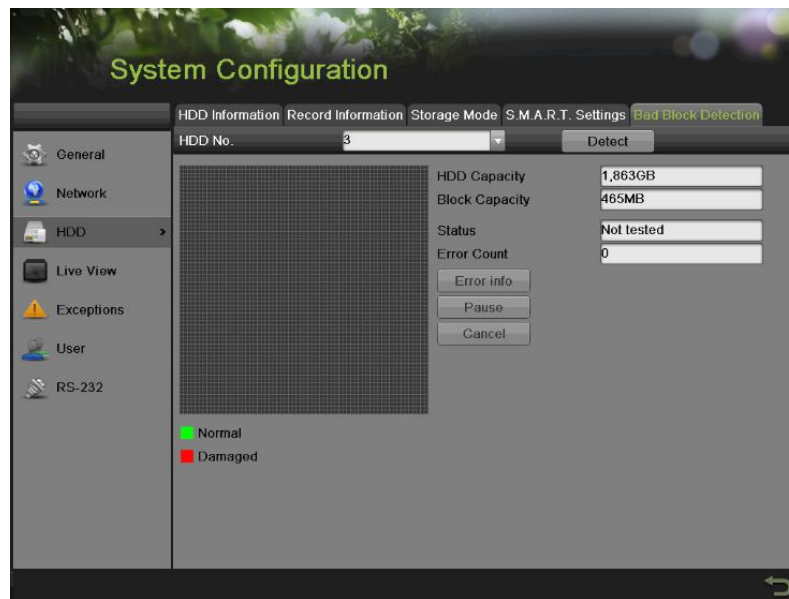 System Configuration
HDD Information Record Information Storage Mode S.M.A.R.T. Settings Bad Block Detection
HDD No. 3 Detect
General
Network
HDD
Live View
Exceptions
User
RS-232
HDD Capacity 1,863GB
Block Capacity 465MB
Status Not tested
Error Count 0
Error info
Pause
Cancel
Normal
Damaged